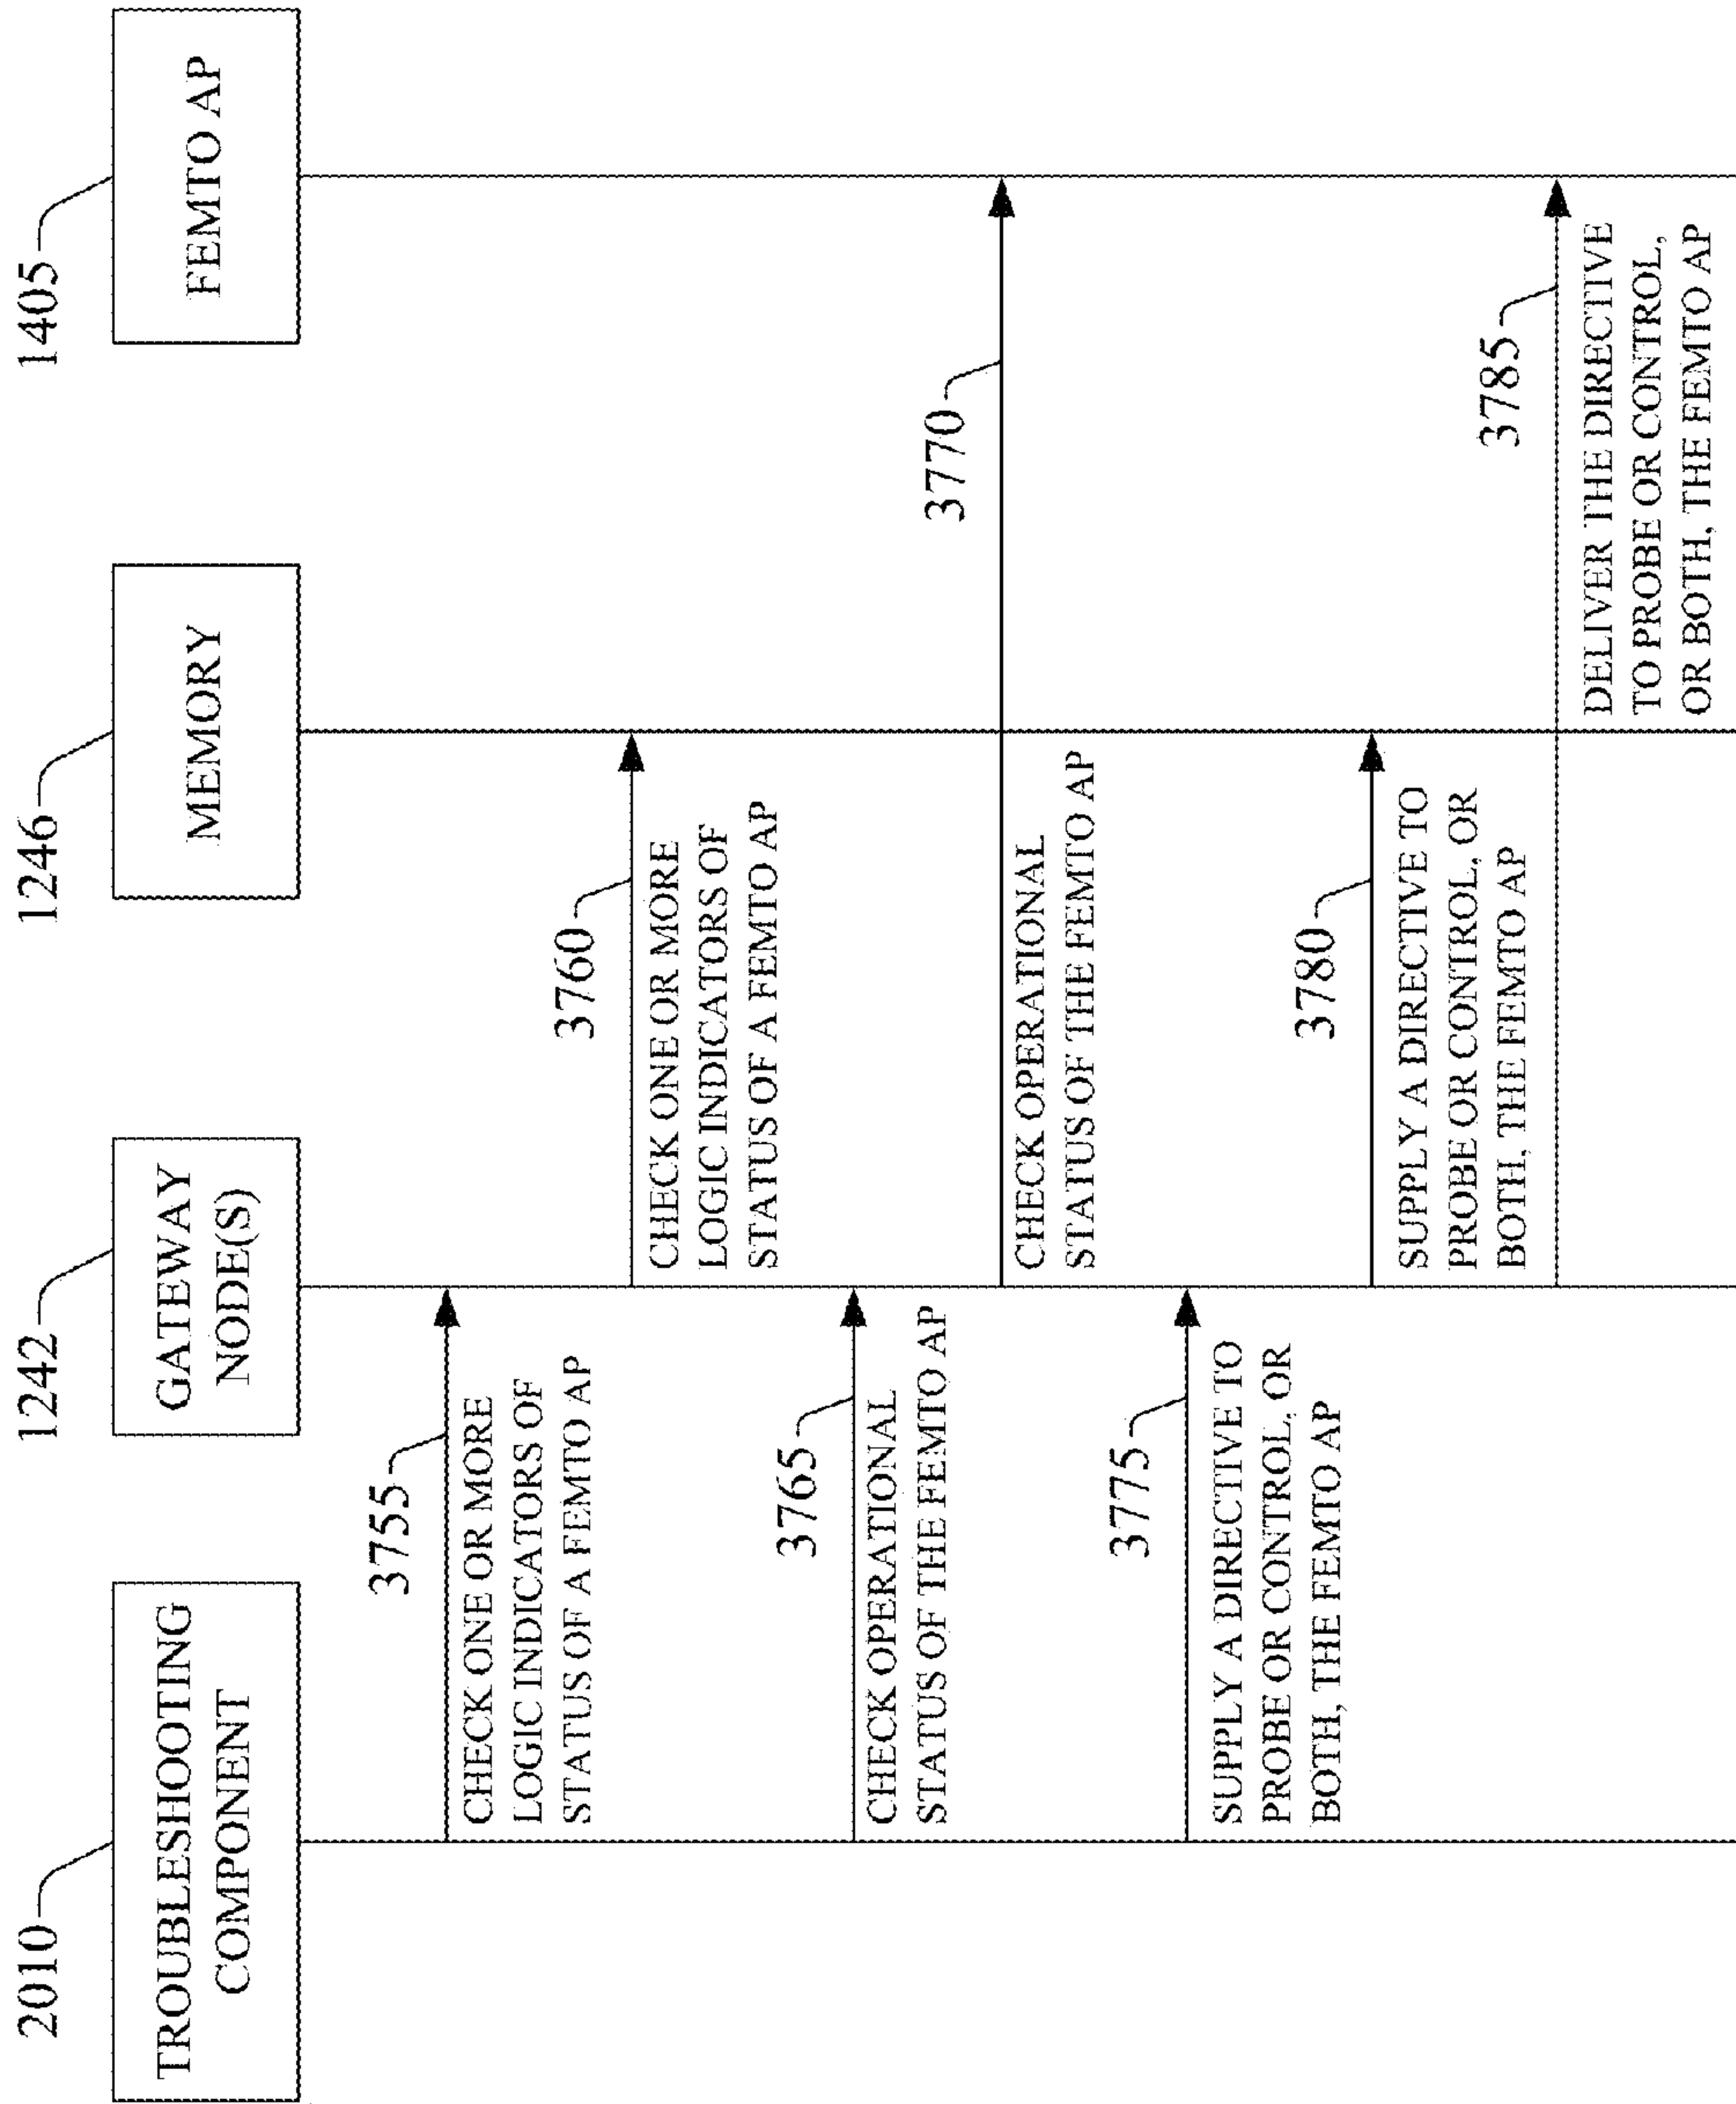 2010
1242
1246
1405
TROUBLESHOOTING
COMPONENT
GATEWAY
NODE(S)
MEMORY
FEMTO AP
3755
CHECK ONE OR MORE
LOGIC INDICATORS OF
STATUS OF A FEMTO AP
3760
CHECK ONE OR MORE
LOGIC INDICATORS OF
STATUS OF A FEMTO AP
3765
CHECK OPERATIONAL
STATUS OF THE FEMTO AP
3770
CHECK OPERATIONAL
STATUS OF THE FEMTO AP
3775
SUPPLY A DIRECTIVE TO
PROBE OR CONTROL, OR
BOTH, THE FEMTO AP
3780
SUPPLY A DIRECTIVE TO
PROBE OR CONTROL, OR
BOTH, THE FEMTO AP
3785
DELIVER THE DIRECTIVE
TO PROBE OR CONTROL,
OR BOTH, THE FEMTO AP